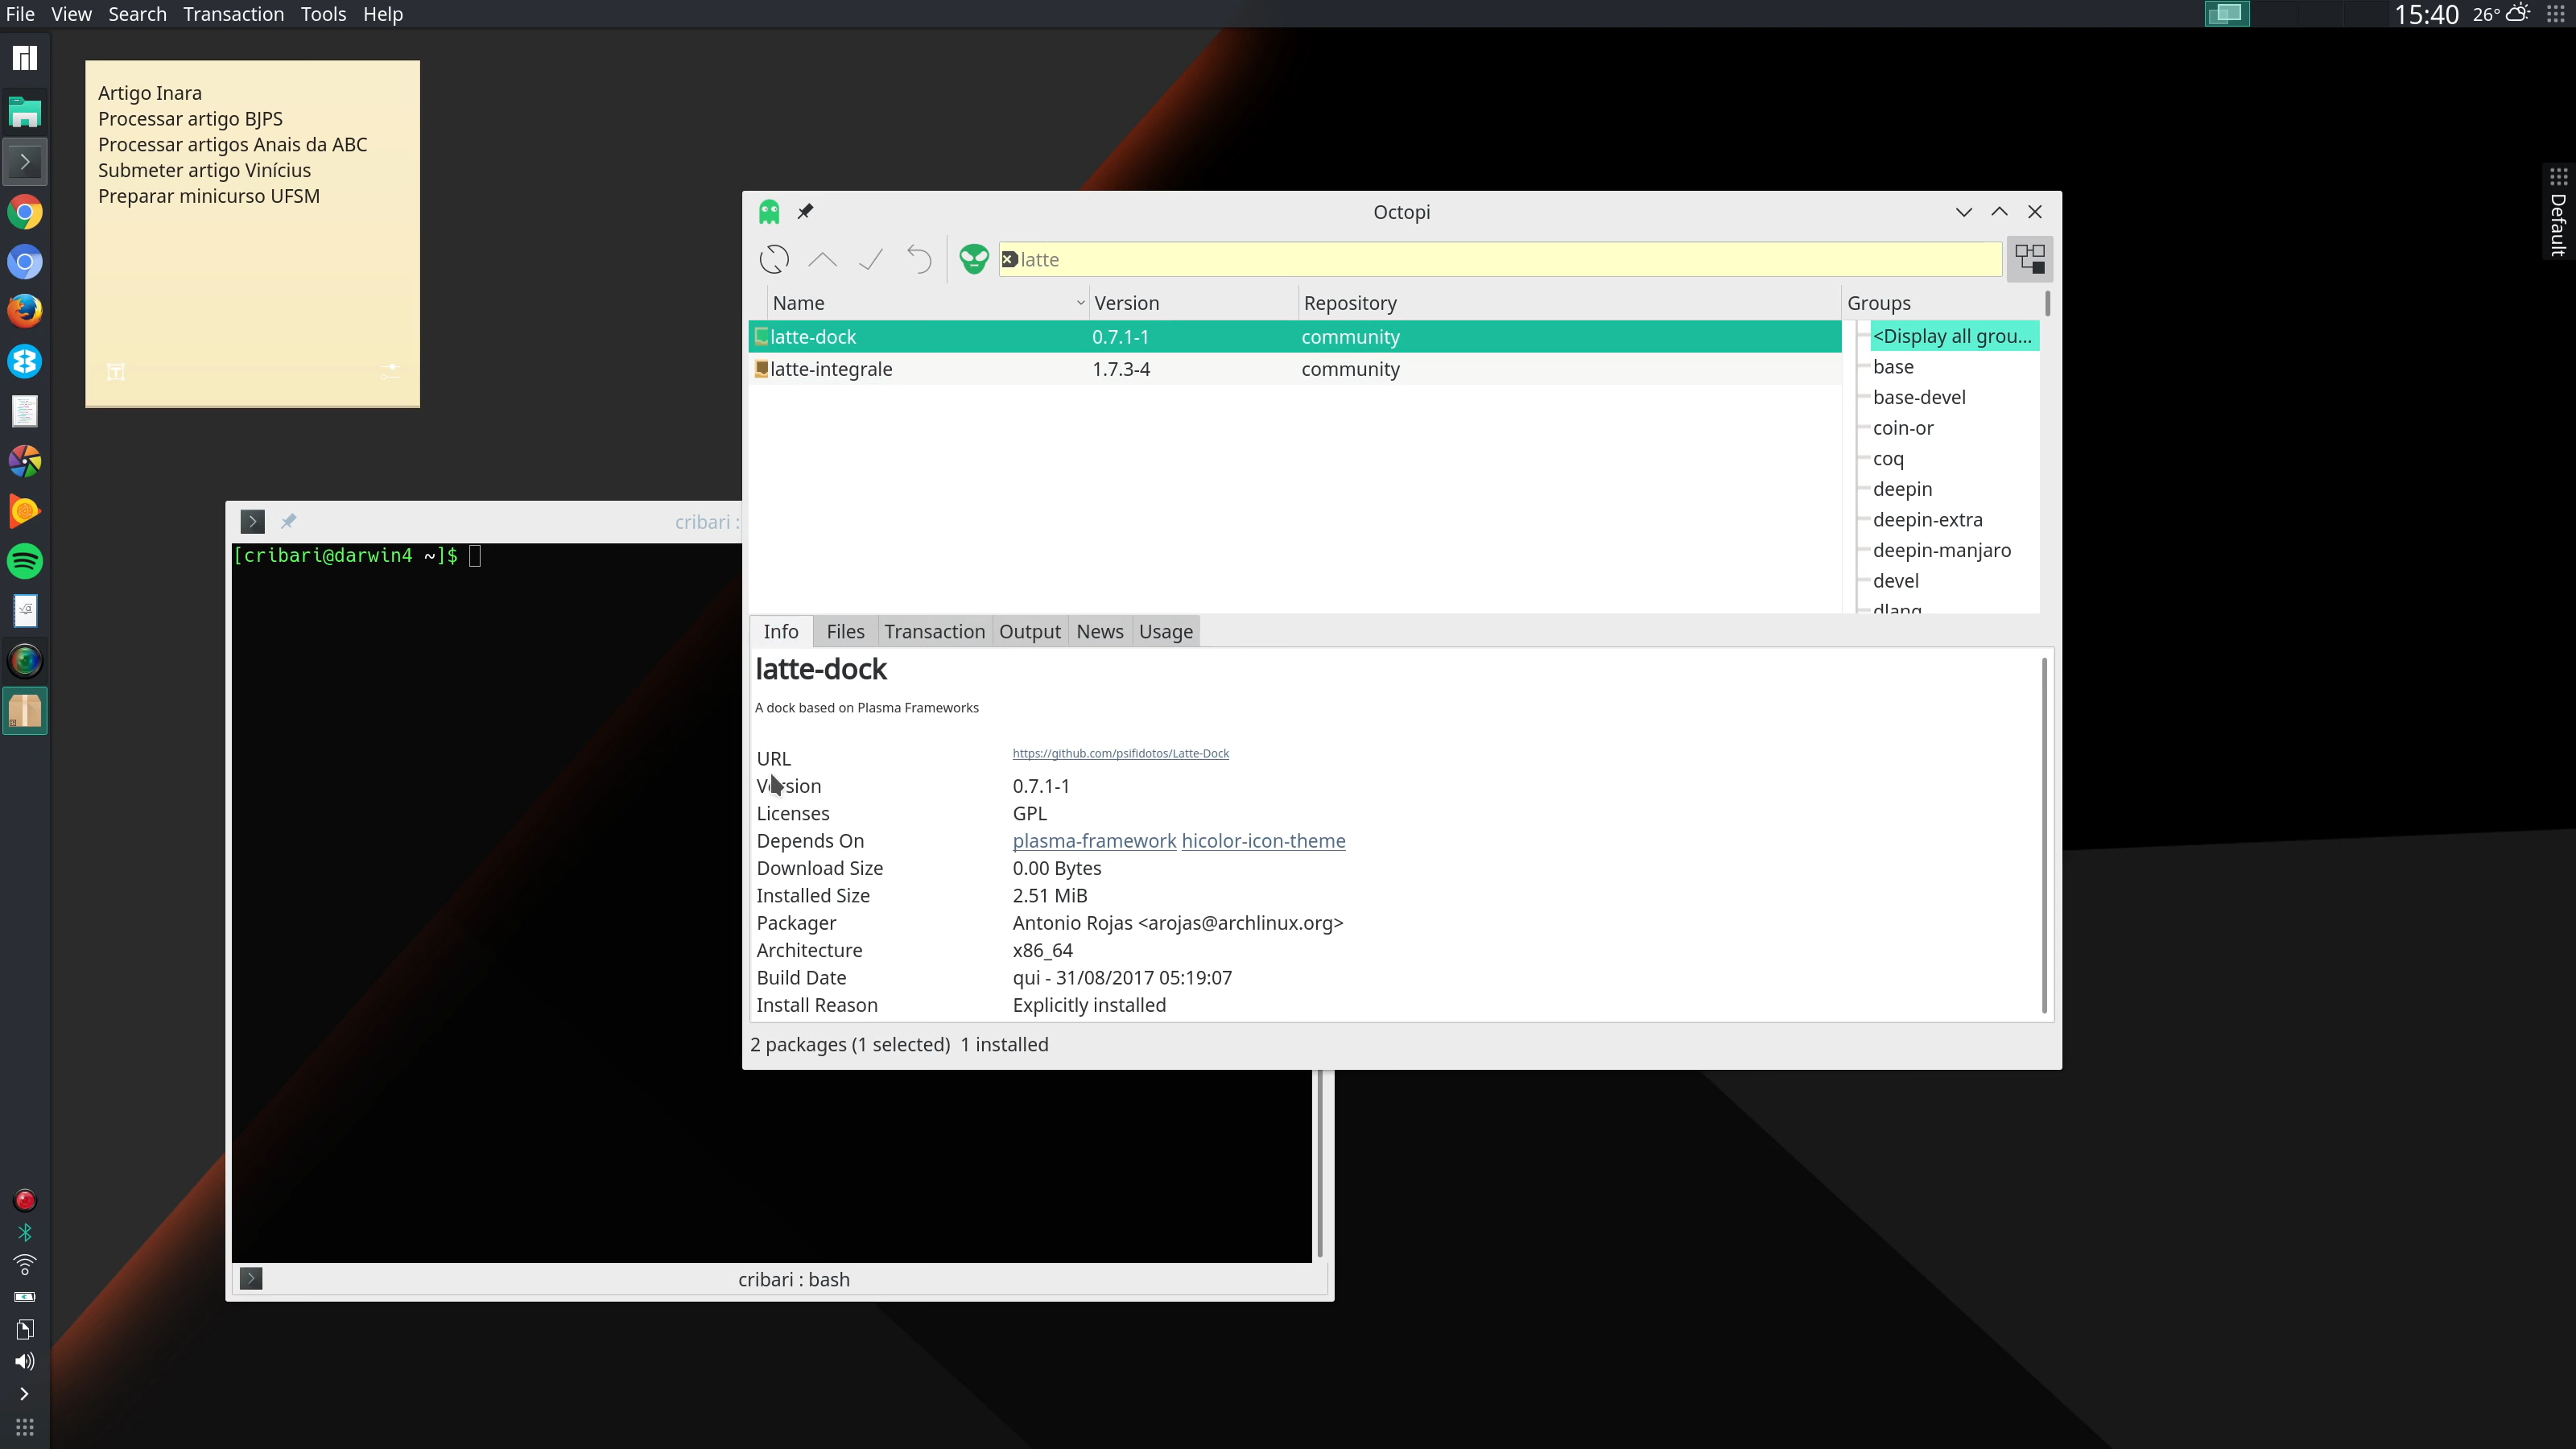 File View Search Transaction Tools Help
15:40 26°
Artigo Inara
Processar artigo BJPS
Processar artigos Anais da ABC
Submeter artigo Vinícius
Preparar minicurso UFSM
Default
Octopi
latte
Name Version Repository Groups
latte-dock 0.7.1-1 community
latte-integrale 1.7.3-4 community
<Display all grou...
base
base-devel
coin-or
coq
deepin
deepin-extra
deepin-manjaro
devel
dlang
cribari :
[cribari@darwin4 ~]$
Info Files Transaction Output News Usage
latte-dock
A dock based on Plasma Frameworks
URL https://github.com/psifidotos/Latte-Dock
Version 0.7.1-1
Licenses GPL
Depends On plasma-framework hicolor-icon-theme
Download Size 0.00 Bytes
Installed Size 2.51 MiB
Packager Antonio Rojas <arojas@archlinux.org>
Architecture x86_64
Build Date qui - 31/08/2017 05:19:07
Install Reason Explicitly installed
2 packages (1 selected) 1 installed
cribari : bash